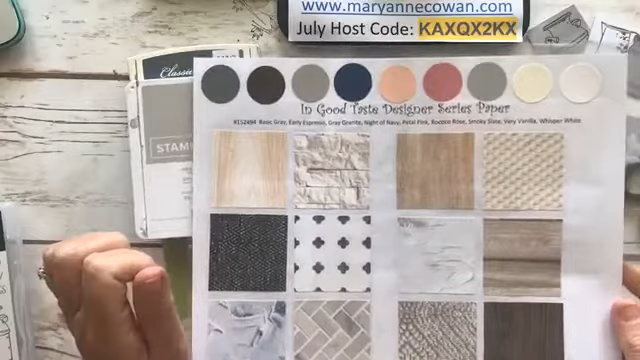 www.maryannecowan.com
July Host Code: KAXQX2KX
Classic
STAM
In Good Taste Designer Series Paper
#152494 Basic Gray, Early Espresso, Gray Granite, Night of Navy, Petal Pink, Rococo Rose, Smoky Slate, Very Vanilla, Whisper White